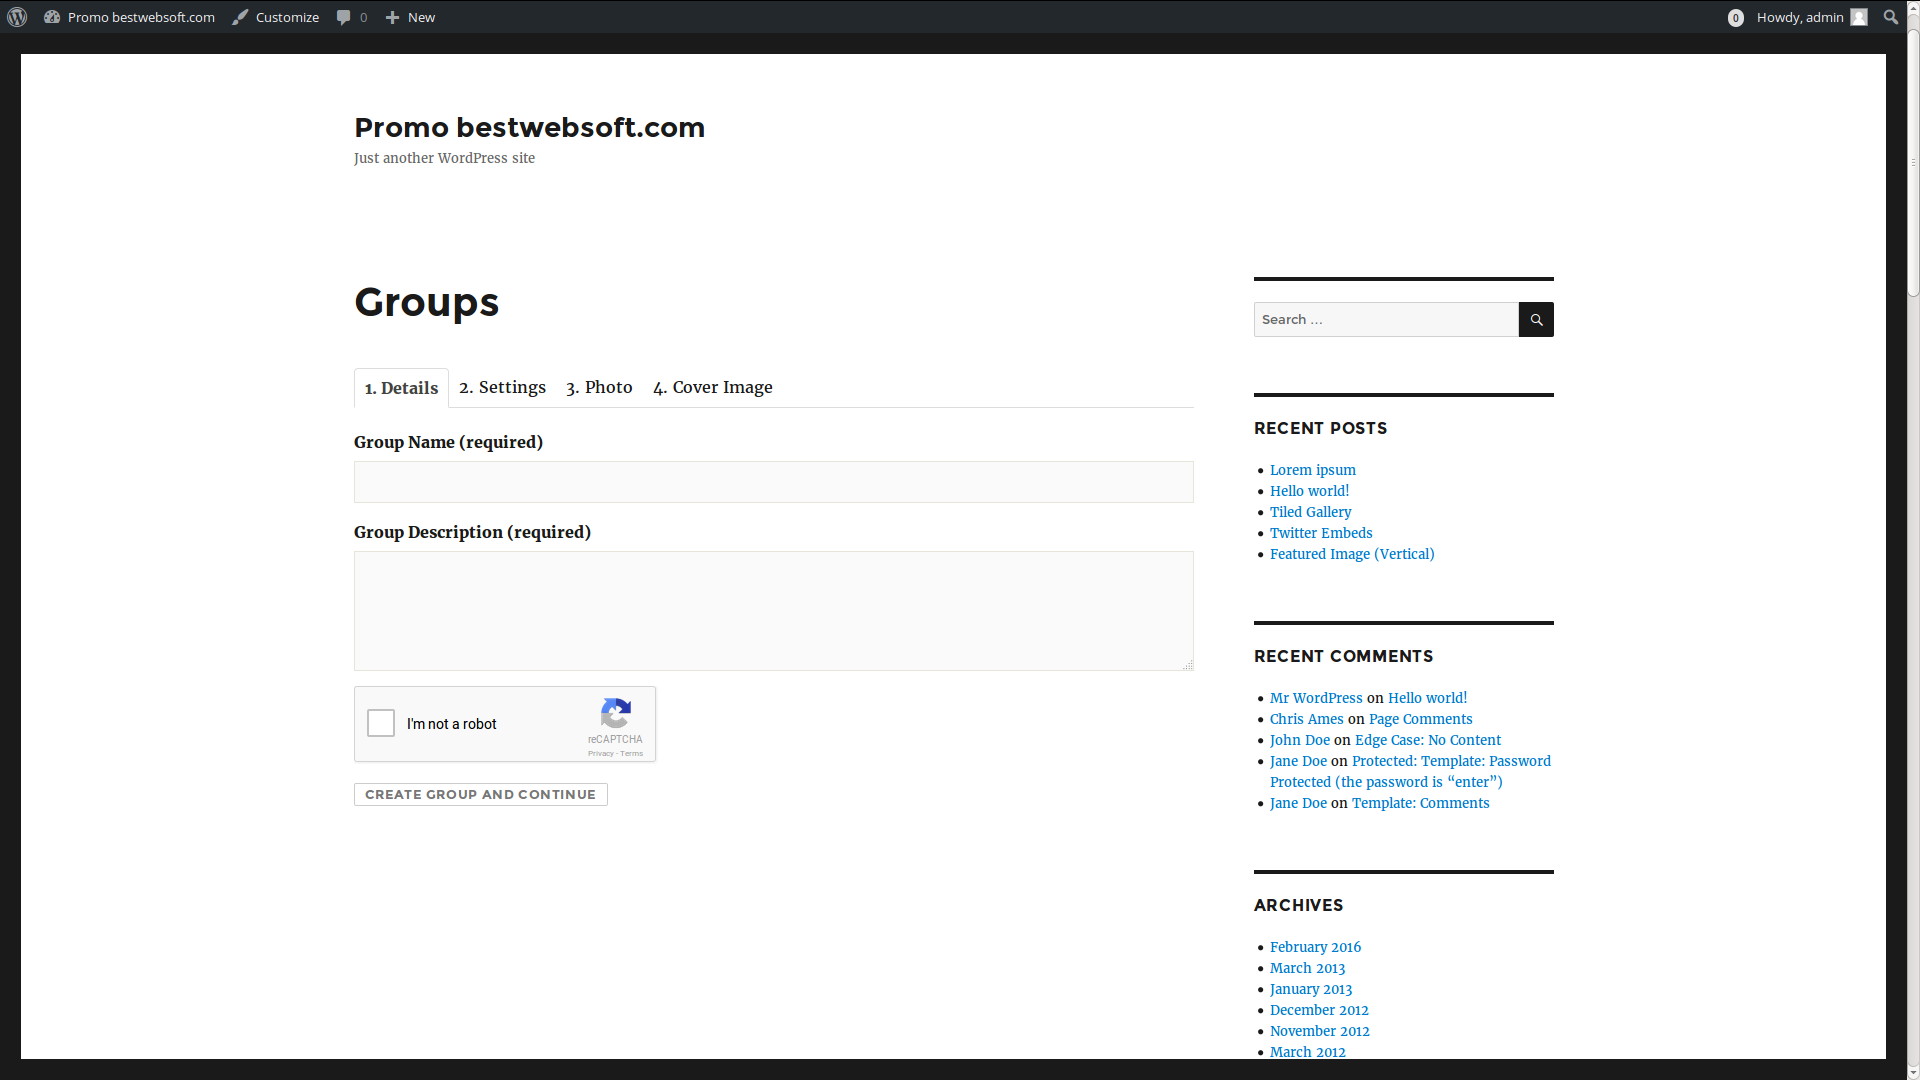 Promo bestwebsoft.com Customize 0 New 0 Howdy, admin
Promo bestwebsoft.com
Just another WordPress site
Groups
1. Details 2. Settings 3. Photo 4. Cover Image
Group Name (required)
Group Description (required)
I'm not a robot
reCAPTCHA
Privacy - Terms
CREATE GROUP AND CONTINUE
Search ...
RECENT POSTS
Lorem ipsum
Hello world!
Tiled Gallery
Twitter Embeds
Featured Image (Vertical)
RECENT COMMENTS
Mr WordPress on Hello world!
Chris Ames on Page Comments
John Doe on Edge Case: No Content
Jane Doe on Protected: Template: Password
Protected (the password is “enter”)
Jane Doe on Template: Comments
ARCHIVES
February 2016
March 2013
January 2013
December 2012
November 2012
March 2012